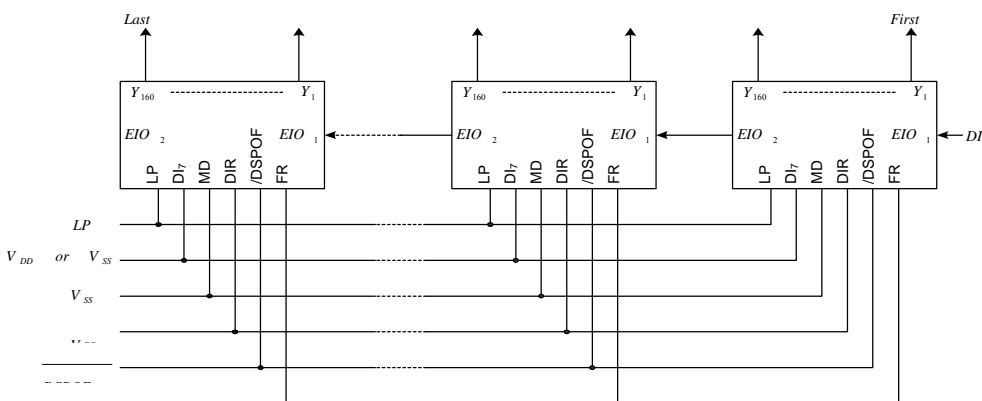 Last First
Y160 Y1 Y160 Y1 Y160 Y1
EIO2 EIO1 EIO2 EIO1 EIO2 EIO1 DI
LP DI7 MD DIR /DSPOF FR LP DI7 MD DIR /DSPOF FR LP DI7 MD DIR /DSPOF FR
LP
VDD or VSS
VSS